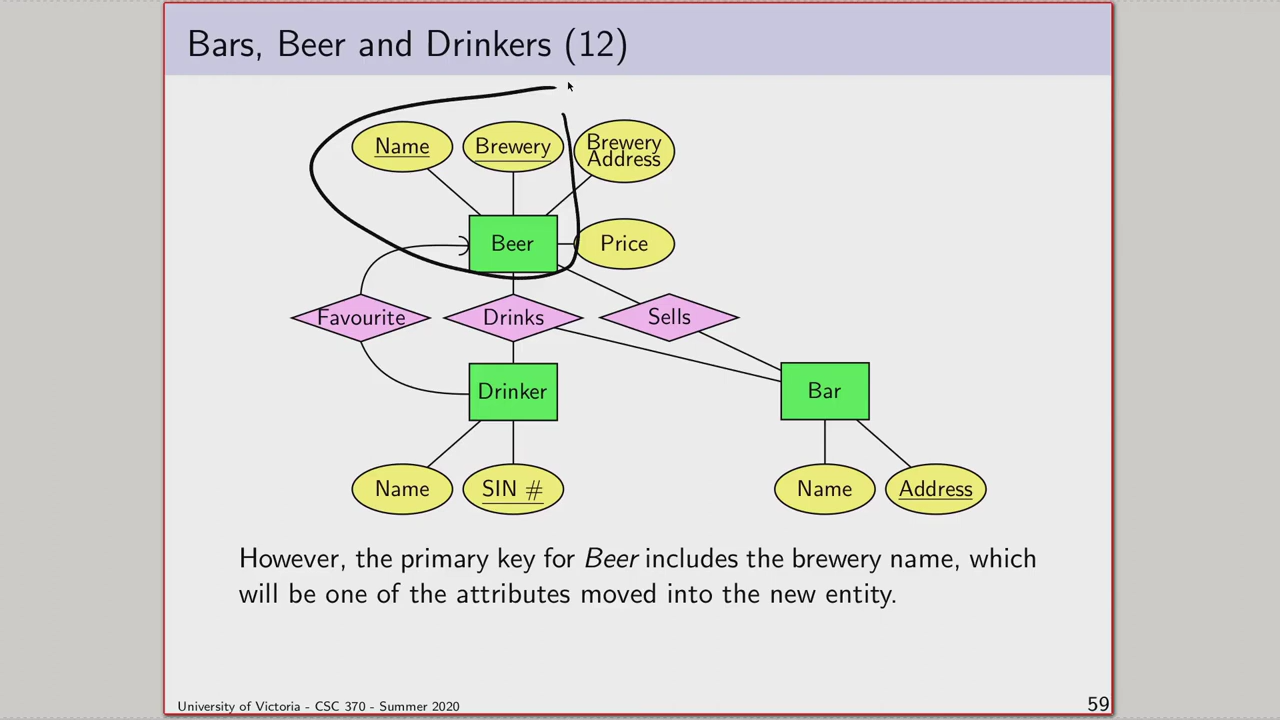 Bars, Beer and Drinkers (12)
Name
Brewery
Brewery
Address
Beer
Price
Favourite
Drinks
Sells
Drinker
Bar
Name
SIN #
Name
Address
However, the primary key for Beer includes the brewery name, which
will be one of the attributes moved into the new entity.
University of Victoria - CSC 370 - Summer 2020
59